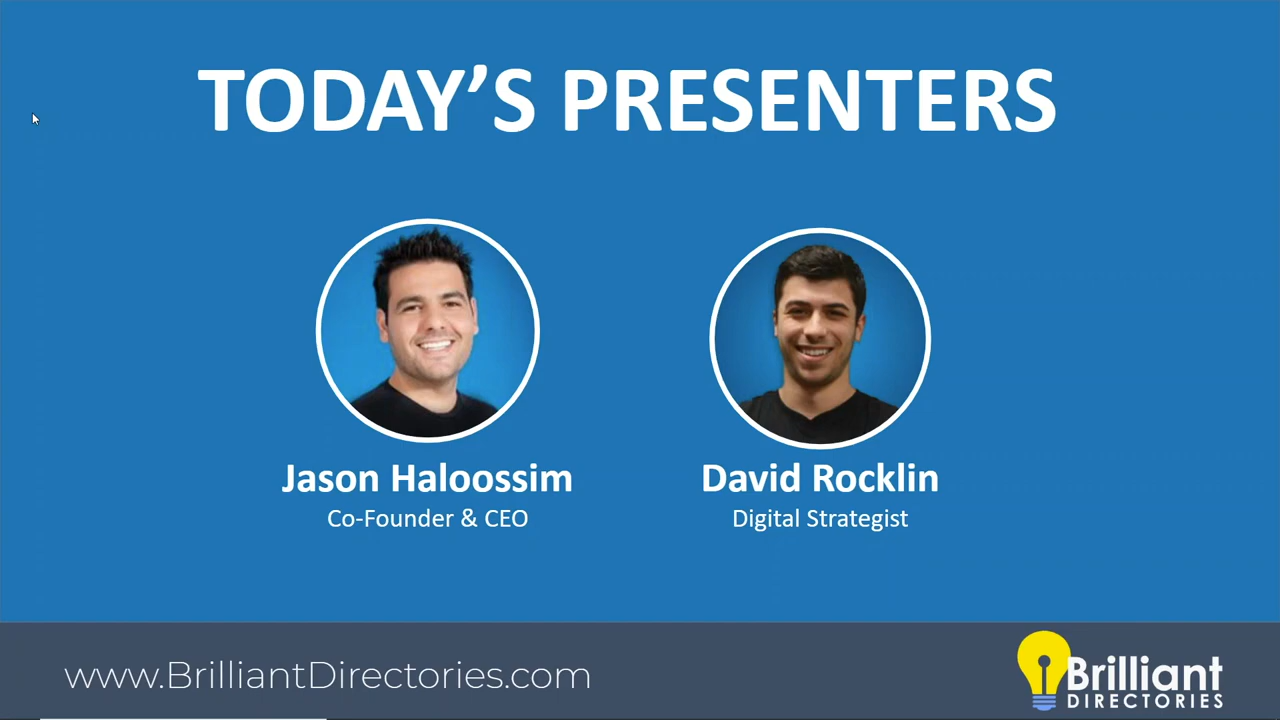 TODAY’S PRESENTERS
Jason Haloossim
Co-Founder & CEO
David Rocklin
Digital Strategist
www.BrilliantDirectories.com
Brilliant
DIRECTORIES